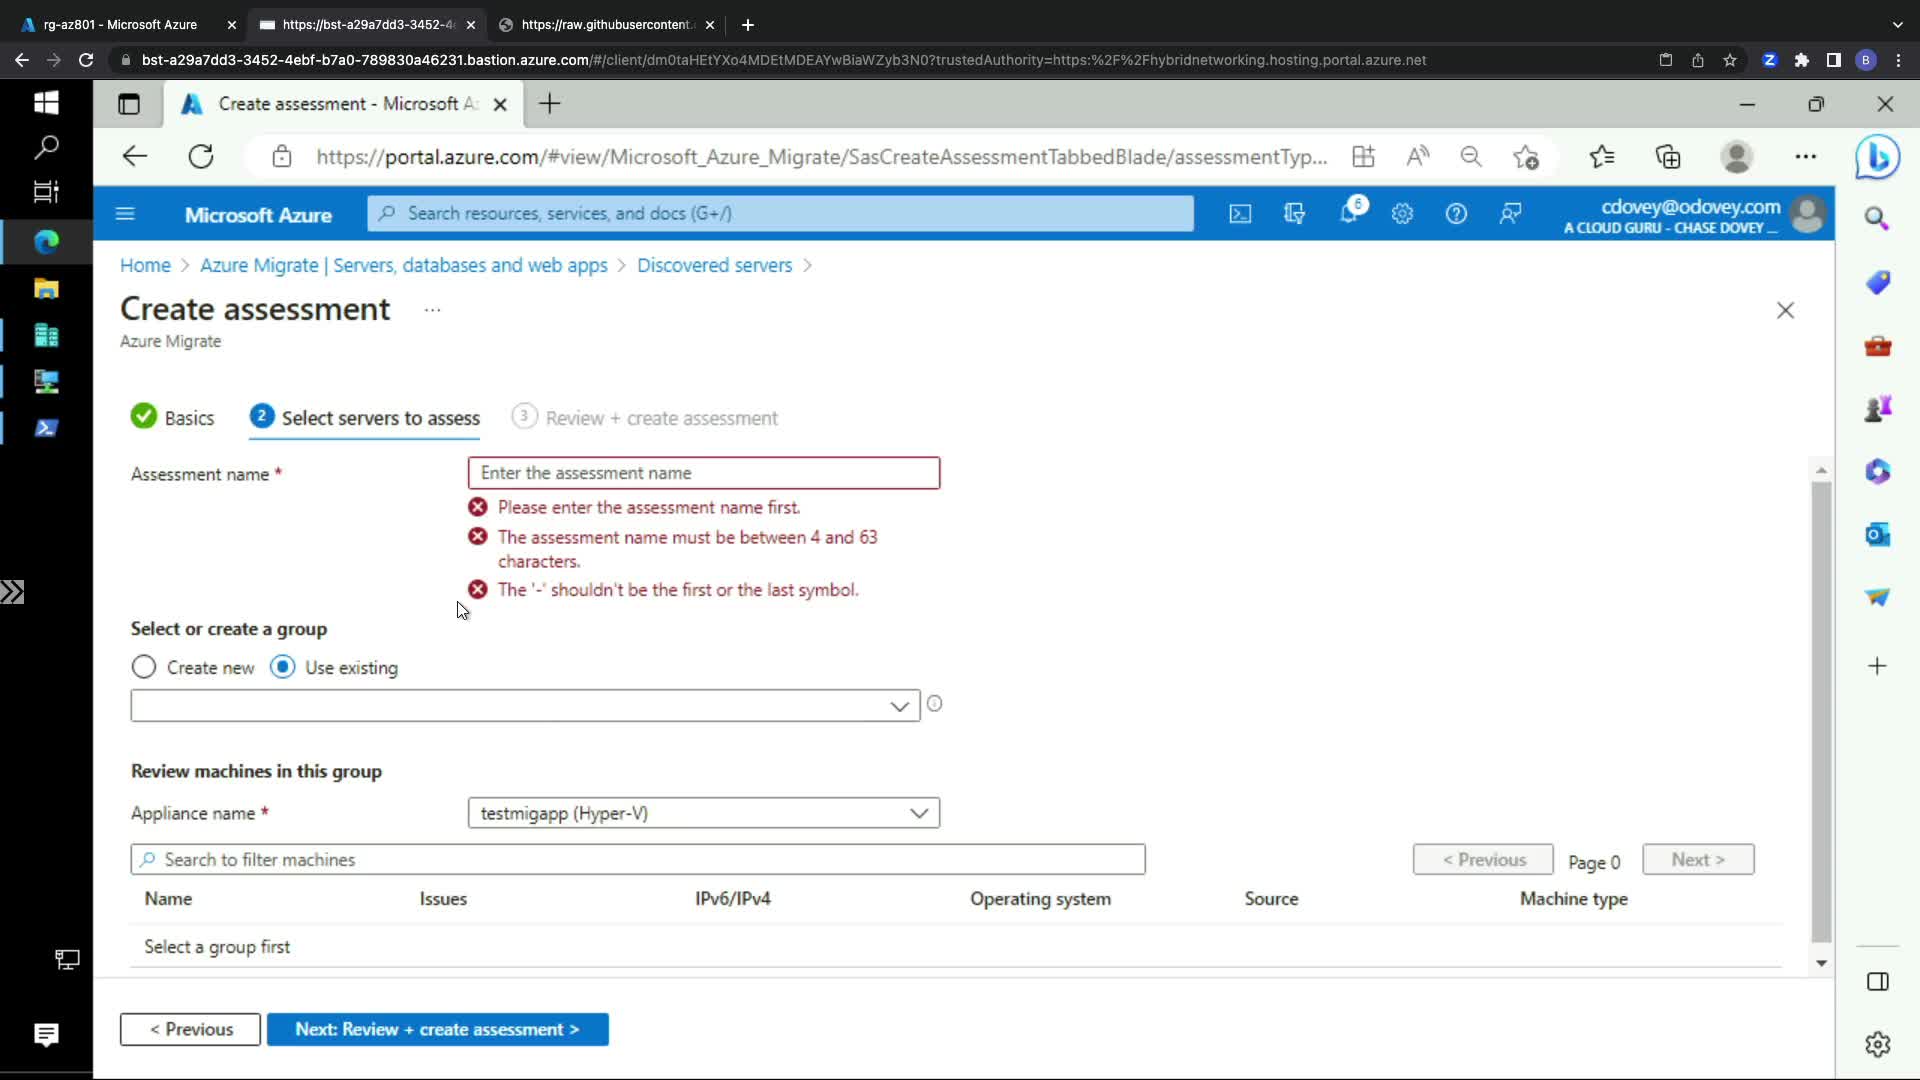 rg-az801 - Microsoft Azure
https://bst-a29a7dd3-3452-4e
https://raw.githubusercontent.
bst-a29a7dd3-3452-4ebf-b7a0-789830a46231.bastion.azure.com/#/client/dm0taHEtYXo4MDEtMDEAYwBiaWZyb3N0?trustedAuthority=https:%2F%2Fhybridnetworking.hosting.portal.azure.net
B
Create assessment - Microsoft A
https://portal.azure.com/#view/Microsoft_Azure_Migrate/SasCreateAssessmentTabbedBlade/assessmentTyp...
Microsoft Azure
Search resources, services, and docs (G+/)
6
cdovey@odovey.com
A CLOUD GURU - CHASE DOVEY ...
Home > Azure Migrate | Servers, databases and web apps > Discovered servers >
Create assessment ...
Azure Migrate
Basics
2 Select servers to assess
3 Review + create assessment
Assessment name *
Enter the assessment name
Please enter the assessment name first.
The assessment name must be between 4 and 63
characters.
The '-' shouldn't be the first or the last symbol.
Select or create a group
Create new
Use existing
Review machines in this group
Appliance name *
testmigapp (Hyper-V)
Search to filter machines
< Previous
Page 0
Next >
Name Issues IPv6/IPv4 Operating system Source Machine type
Select a group first
< Previous
Next: Review + create assessment >